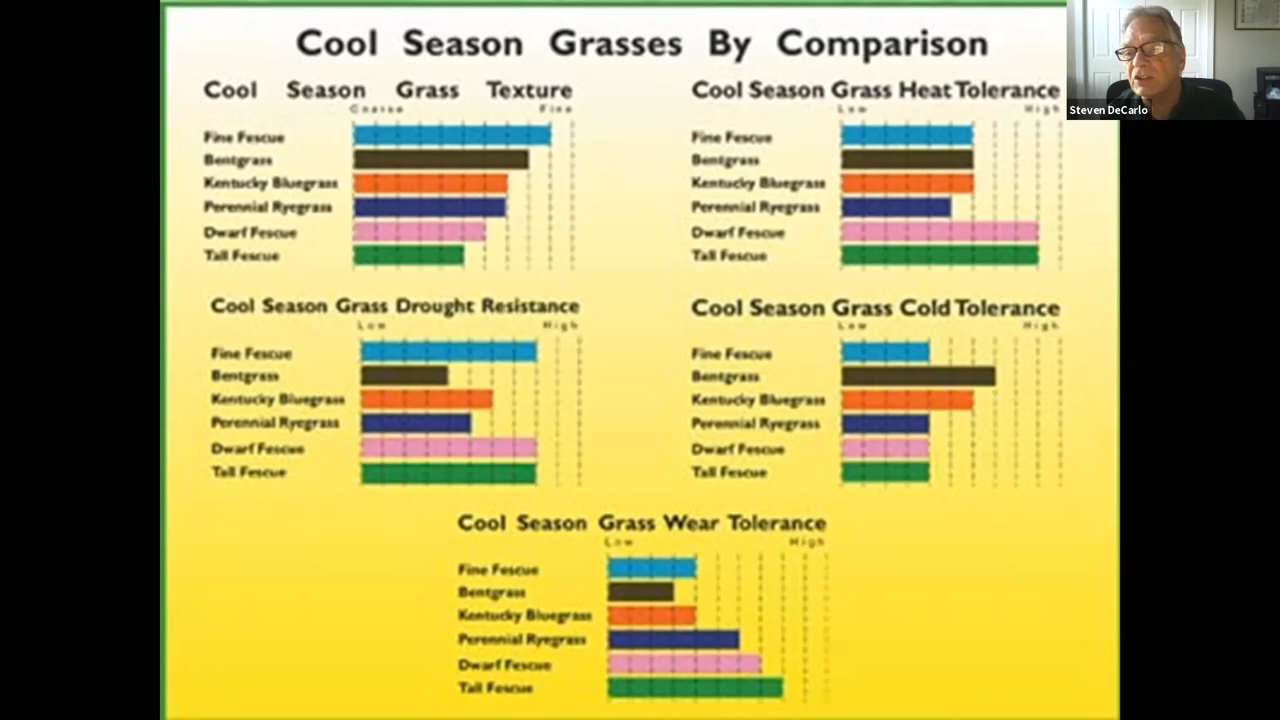 Cool Season Grasses By Comparison
Cool Season Grass Texture
Coarse Fine
Fine Fescue
Bentgrass
Kentucky Bluegrass
Perennial Ryegrass
Dwarf Fescue
Tall Fescue
Cool Season Grass Heat Tolerance
Low High
Fine Fescue
Bentgrass
Kentucky Bluegrass
Perennial Ryegrass
Dwarf Fescue
Tall Fescue
Steven DeCarlo
Cool Season Grass Drought Resistance
Low High
Fine Fescue
Bentgrass
Kentucky Bluegrass
Perennial Ryegrass
Dwarf Fescue
Tall Fescue
Cool Season Grass Cold Tolerance
Low High
Fine Fescue
Bentgrass
Kentucky Bluegrass
Perennial Ryegrass
Dwarf Fescue
Tall Fescue
Cool Season Grass Wear Tolerance
Low High
Fine Fescue
Bentgrass
Kentucky Bluegrass
Perennial Ryegrass
Dwarf Fescue
Tall Fescue